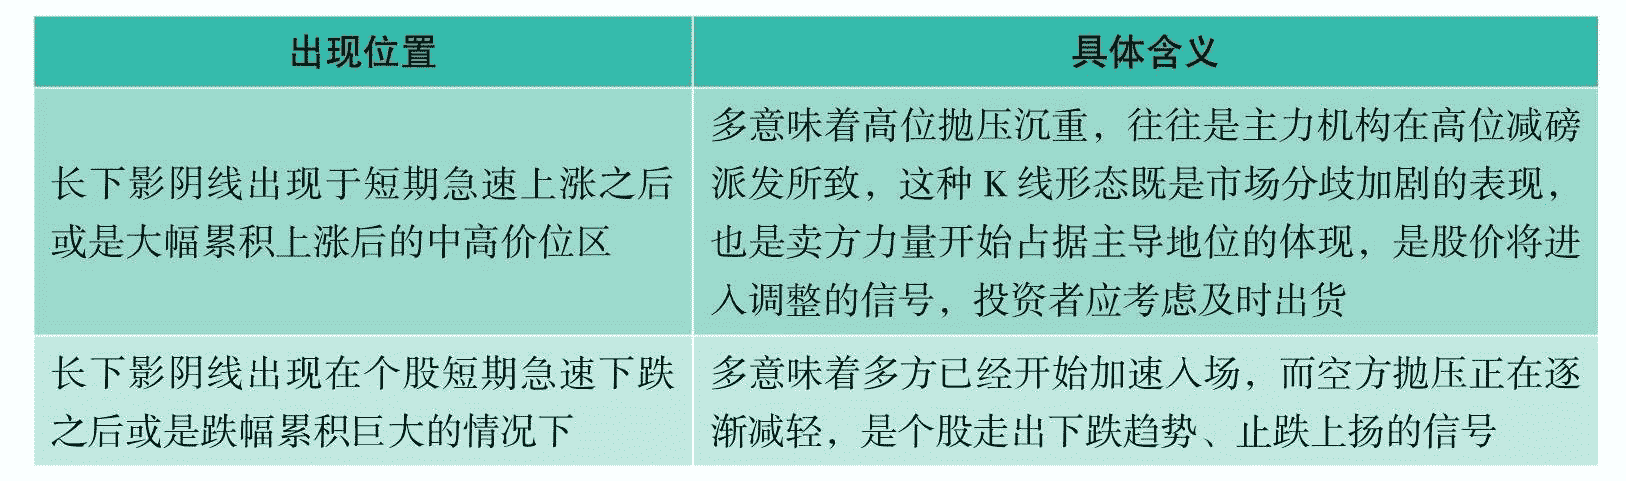 出现位置
具体含义
长下影阴线出现于短期急速上涨之后
或是大幅累积上涨后的中高价位区
多意味着高位抛压沉重，往往是主力机构在高位减磅
派发所致，这种 K 线形态既是市场分歧加剧的表现，
也是卖方力量开始占据主导地位的体现，是股价将进
入调整的信号，投资者应考虑及时出货
长下影阴线出现在个股短期急速下跌
之后或是跌幅累积巨大的情况下
多意味着多方已经开始加速入场，而空方抛压正在逐
渐减轻，是个股走出下跌趋势、止跌上扬的信号